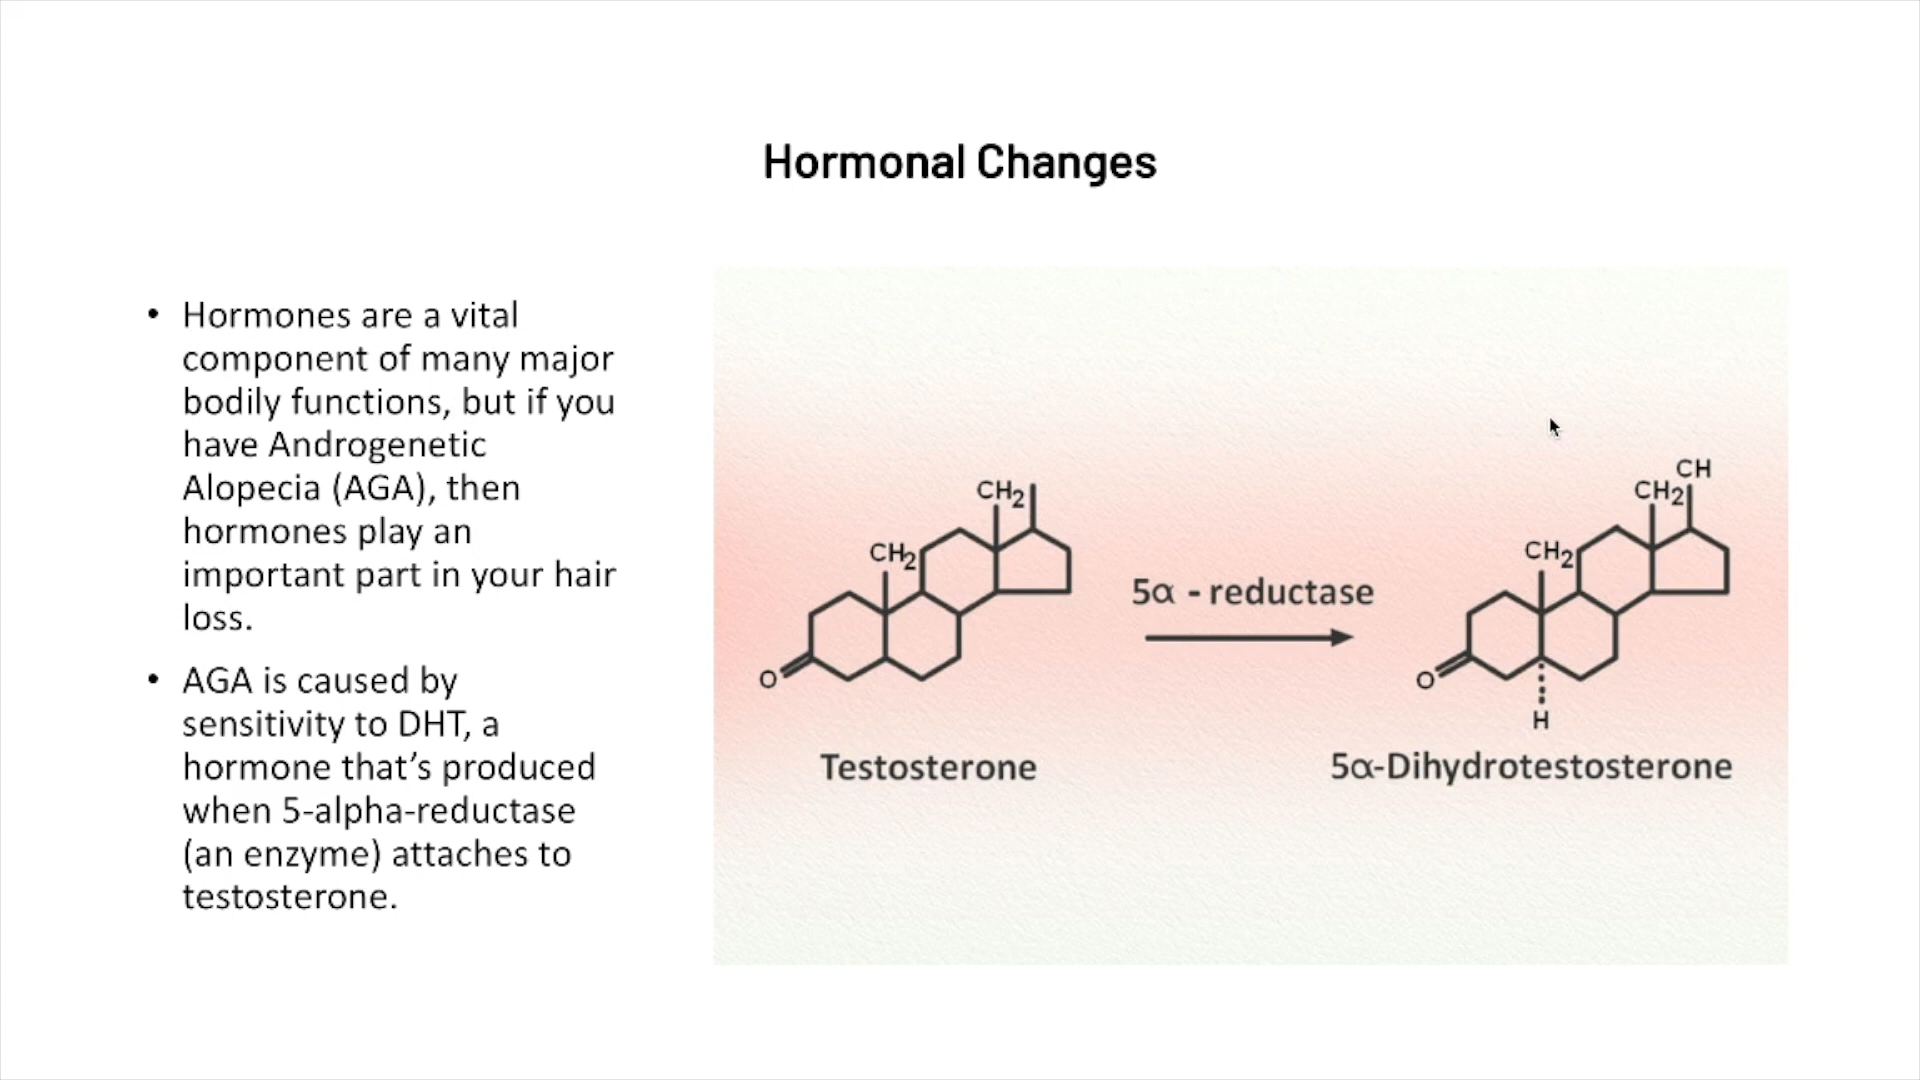 Hormonal Changes
• Hormones are a vital
component of many major
bodily functions, but if you
have Androgenetic
Alopecia (AGA), then
hormones play an
important part in your hair
loss.
• AGA is caused by
sensitivity to DHT, a
hormone that’s produced
when 5-alpha-reductase
(an enzyme) attaches to
testosterone.
CH2
CH2
O
Testosterone
5α - reductase
CH
CH2
CH2
O
H
5α-Dihydrotestosterone